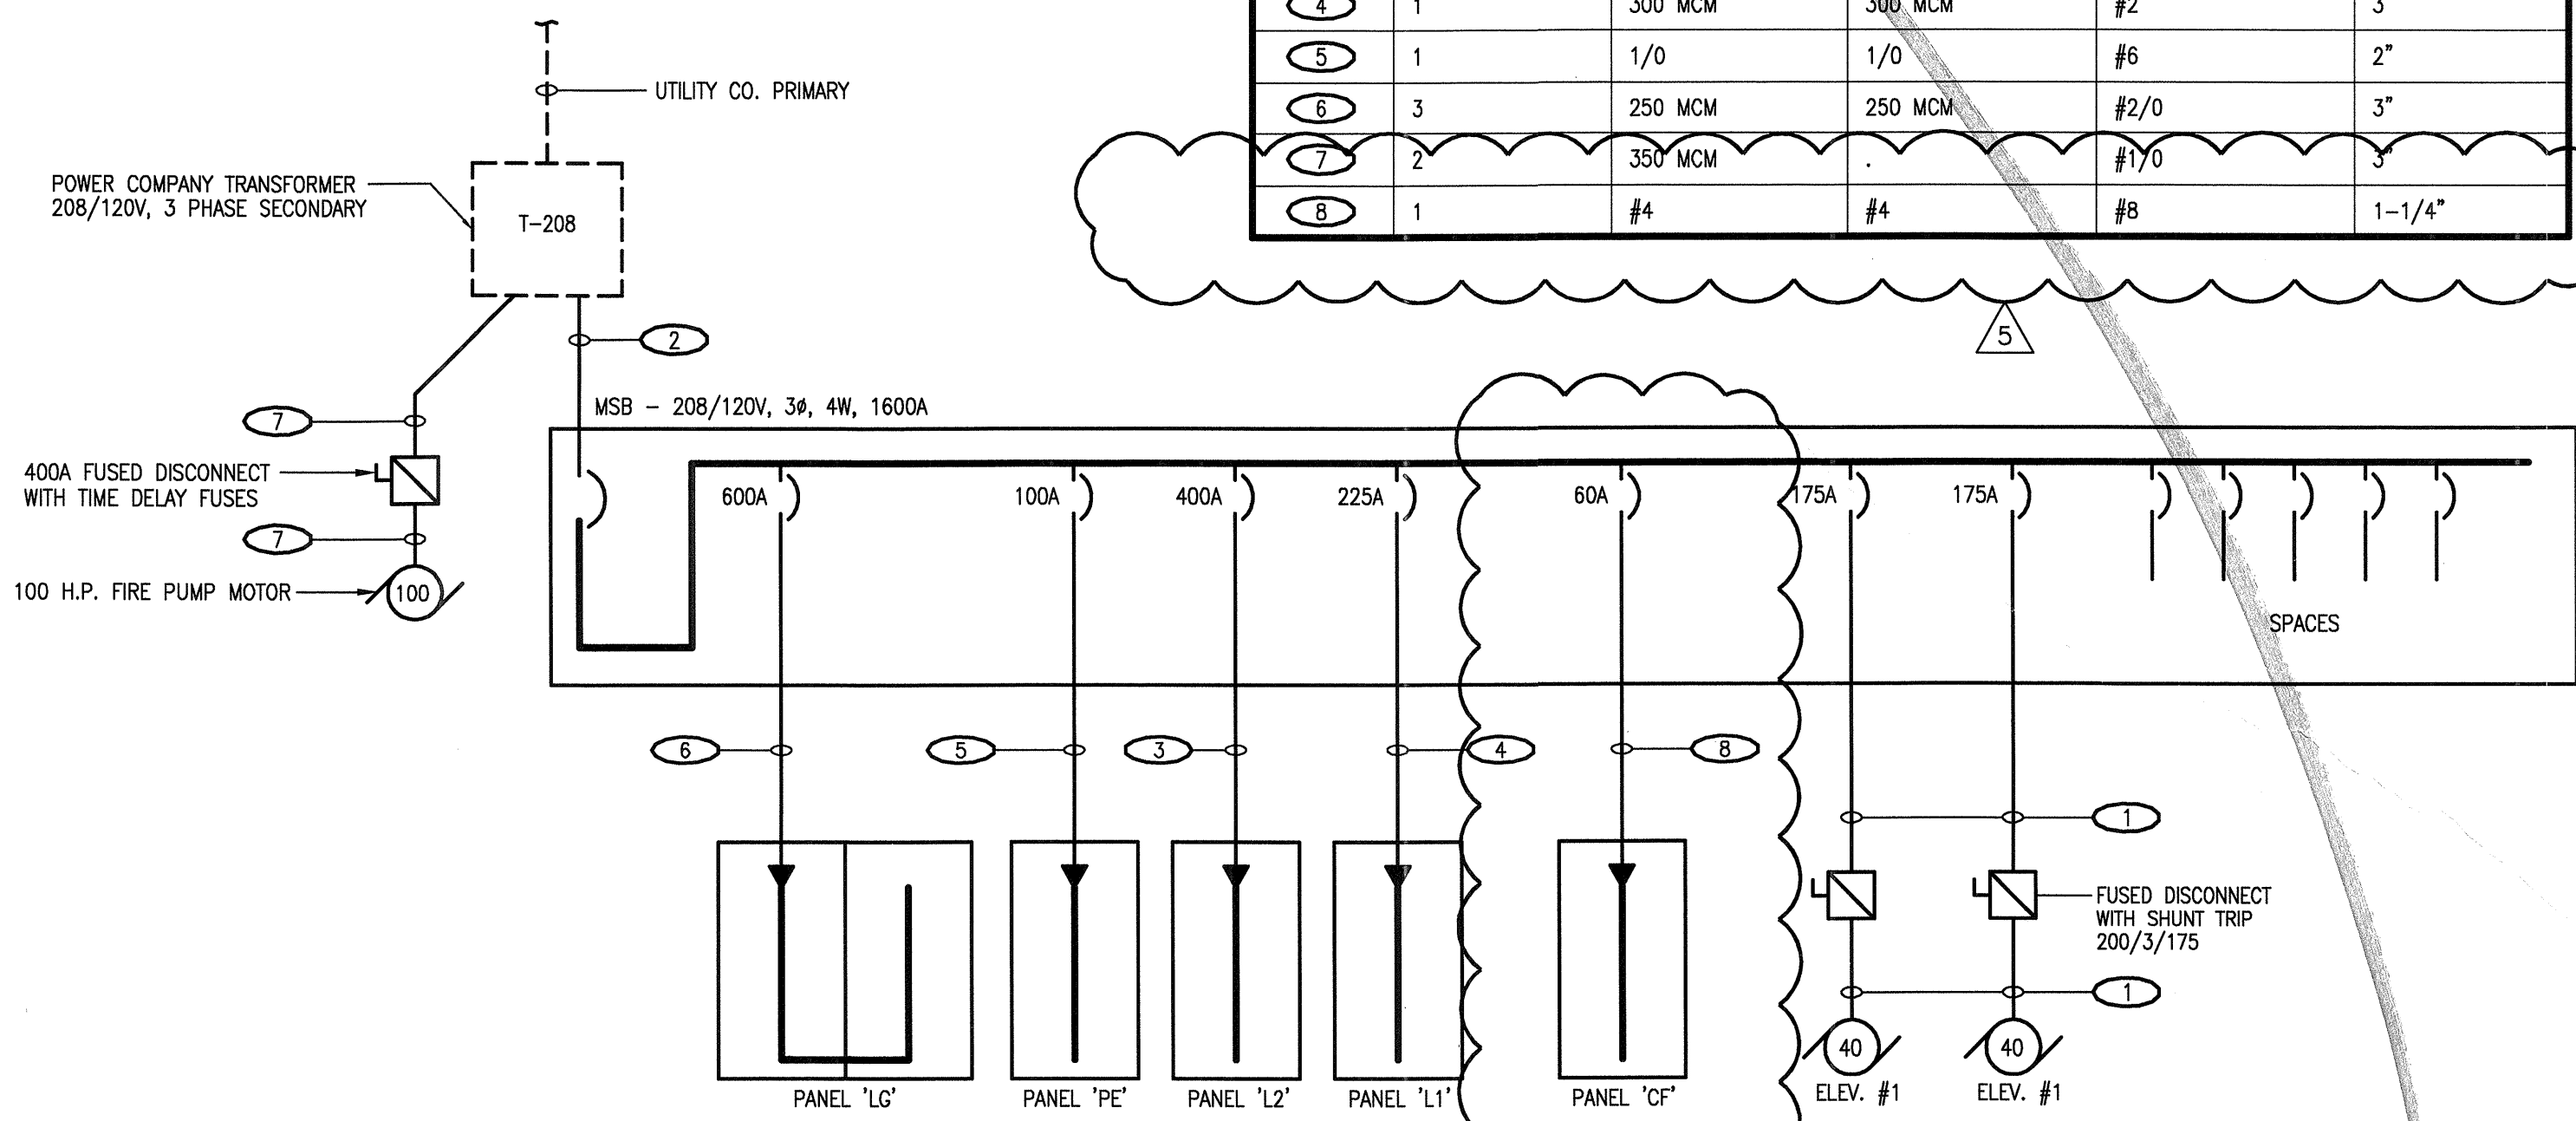 4 1 300 MCM 300 MCM #2 3
5 1 1/0 1/0 #6 2"
6 3 250 MCM 250 MCM #2/0 3"
7 2 350 MCM . #1/0 3"
8 1 #4 #4 #8 1-1/4"
5
UTILITY CO. PRIMARY
POWER COMPANY TRANSFORMER
208/120V, 3 PHASE SECONDARY
T-208
2
7
400A FUSED DISCONNECT
WITH TIME DELAY FUSES
7
100 H.P. FIRE PUMP MOTOR
100
MSB - 208/120V, 3ø, 4W, 1600A
600A
100A
400A
225A
60A
175A
175A
SPACES
6
5
3
4
8
1
FUSED DISCONNECT
WITH SHUNT TRIP
200/3/175
1
40
40
PANEL 'LG'
PANEL 'PE'
PANEL 'L2'
PANEL 'L1'
PANEL 'CF'
ELEV. #1
ELEV. #1